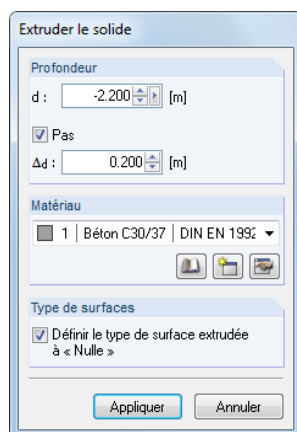 Extruder le solide
Profondeur
d : -2.200 [m]
Pas
Δd : 0.200 [m]
Matériau
1 Béton C30/37 DIN EN 1992
Type de surfaces
Définir le type de surface extrudée
à « Nulle »
Appliquer Annuler